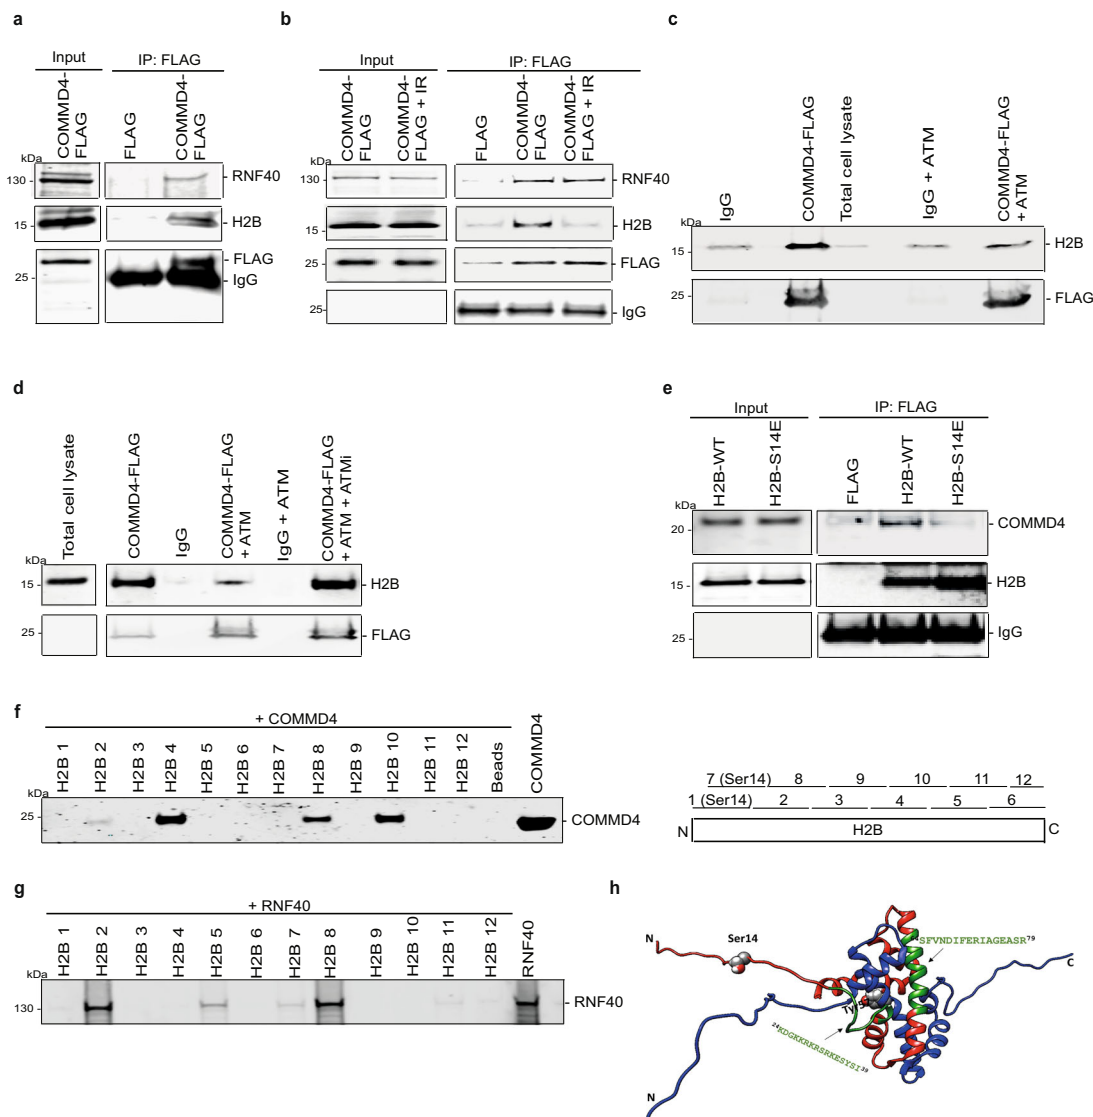 a
Input
IP: FLAG
COMMD4-
FLAG
FLAG
COMMD4-
FLAG
kDa
130
RNF40
15
H2B
25
FLAG
IgG
b
Input
IP: FLAG
COMMD4-
FLAG
COMMD4-
FLAG + IR
FLAG
COMMD4-
FLAG
COMMD4-
FLAG + IR
kDa
130
RNF40
15
H2B
25
FLAG
25
IgG
c
IgG
COMMD4-FLAG
Total cell lysate
IgG + ATM
COMMD4-FLAG
+ ATM
kDa
15
H2B
25
FLAG
d
Total cell lysate
COMMD4-FLAG
IgG
COMMD4-FLAG
+ ATM
IgG + ATM
COMMD4-FLAG
+ ATM + ATMi
kDa
15
H2B
25
FLAG
e
Input
IP: FLAG
H2B-WT
H2B-S14E
FLAG
H2B-WT
H2B-S14E
kDa
20
COMMD4
15
H2B
25
IgG
f
+ COMMD4
H2B 1
H2B 2
H2B 3
H2B 4
H2B 5
H2B 6
H2B 7
H2B 8
H2B 9
H2B 10
H2B 11
H2B 12
Beads
COMMD4
kDa
25
COMMD4
7 (Ser14) 8 9 10 11 12
1 (Ser14) 2 3 4 5 6
N H2B C
g
+ RNF40
H2B 1
H2B 2
H2B 3
H2B 4
H2B 5
H2B 6
H2B 7
H2B 8
H2B 9
H2B 10
H2B 11
H2B 12
RNF40
kDa
130
RNF40
h
N
Ser14
SFVNDIFERIAGEASR79
C
24KDGKKRKRSRKESYSI39
N